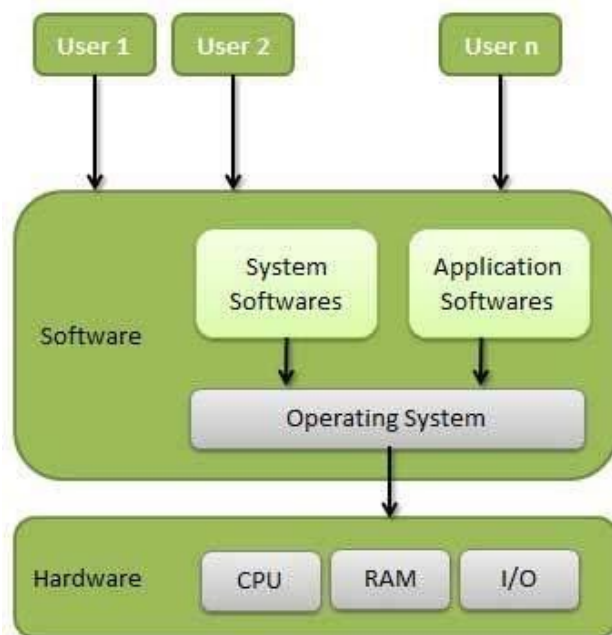 User 1
User 2
User n
System
Softwares
Application
Softwares
Software
Operating System
Hardware
CPU
RAM
I/O